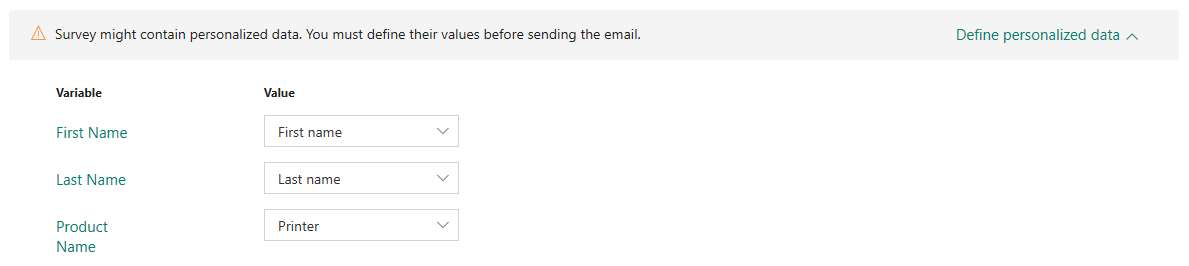 Survey might contain personalized data. You must define their values before sending the email. Define personalized data
Variable Value
First Name First name
Last Name Last name
Product Printer
Name